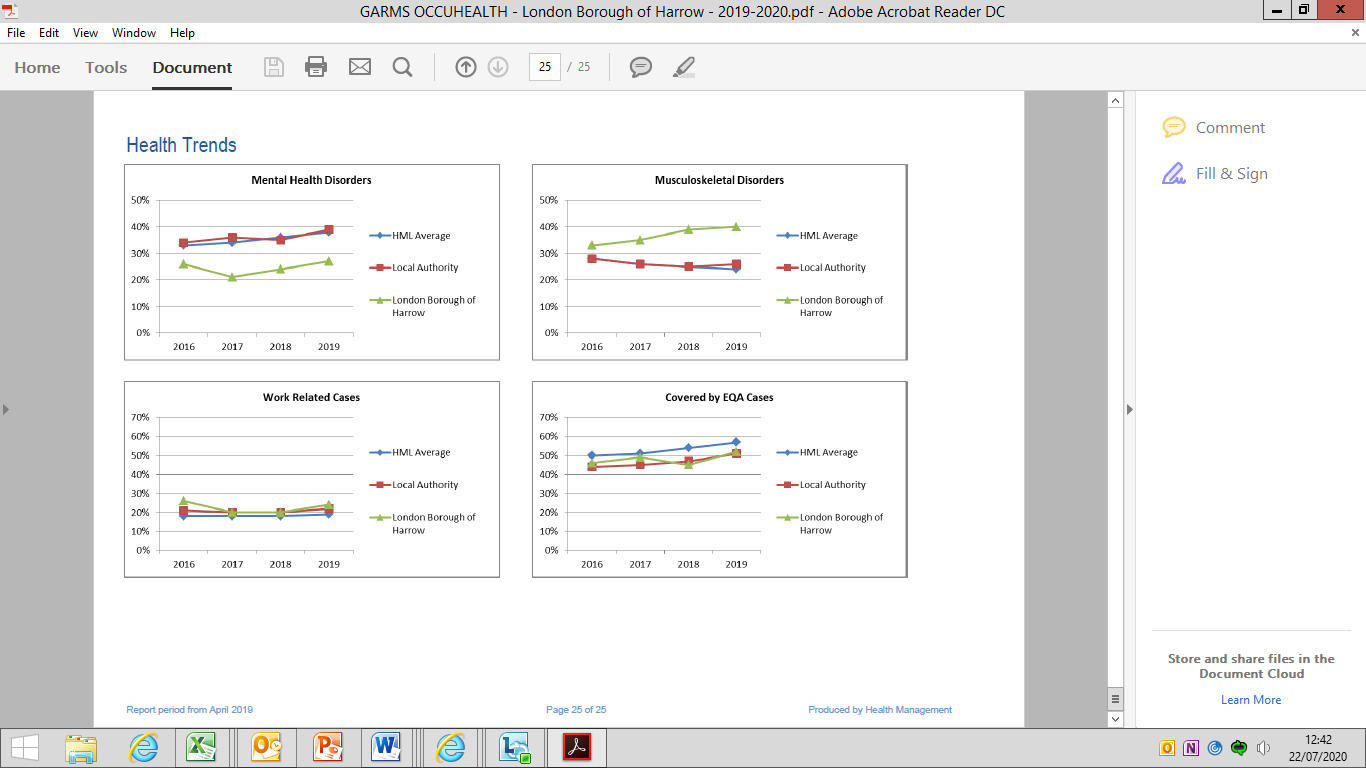 GARMS OCCUHEALTH - London Borough of Harrow - 2019-2020.pdf - Adobe Acrobat Reader DC
File Edit View Window Help
Home Tools Document 25 / 25
Comment
Fill & Sign
Health Trends
Mental Health Disorders
50%
40%
30%
20%
10%
0%
2016 2017 2018 2019
HML Average
Local Authority
London Borough of
Harrow
Musculoskeletal Disorders
50%
40%
30%
20%
10%
0%
2016 2017 2018 2019
HML Average
Local Authority
London Borough of
Harrow
Work Related Cases
70%
60%
50%
40%
30%
20%
10%
0%
2016 2017 2018 2019
HML Average
Local Authority
London Borough of
Harrow
Covered by EQA Cases
70%
60%
50%
40%
30%
20%
10%
0%
2016 2017 2018 2019
HML Average
Local Authority
London Borough of
Harrow
Report period from April 2019 Page 25 of 25 Produced by Health Management
Store and share files in the
Document Cloud
Learn More
12:42
22/07/2020